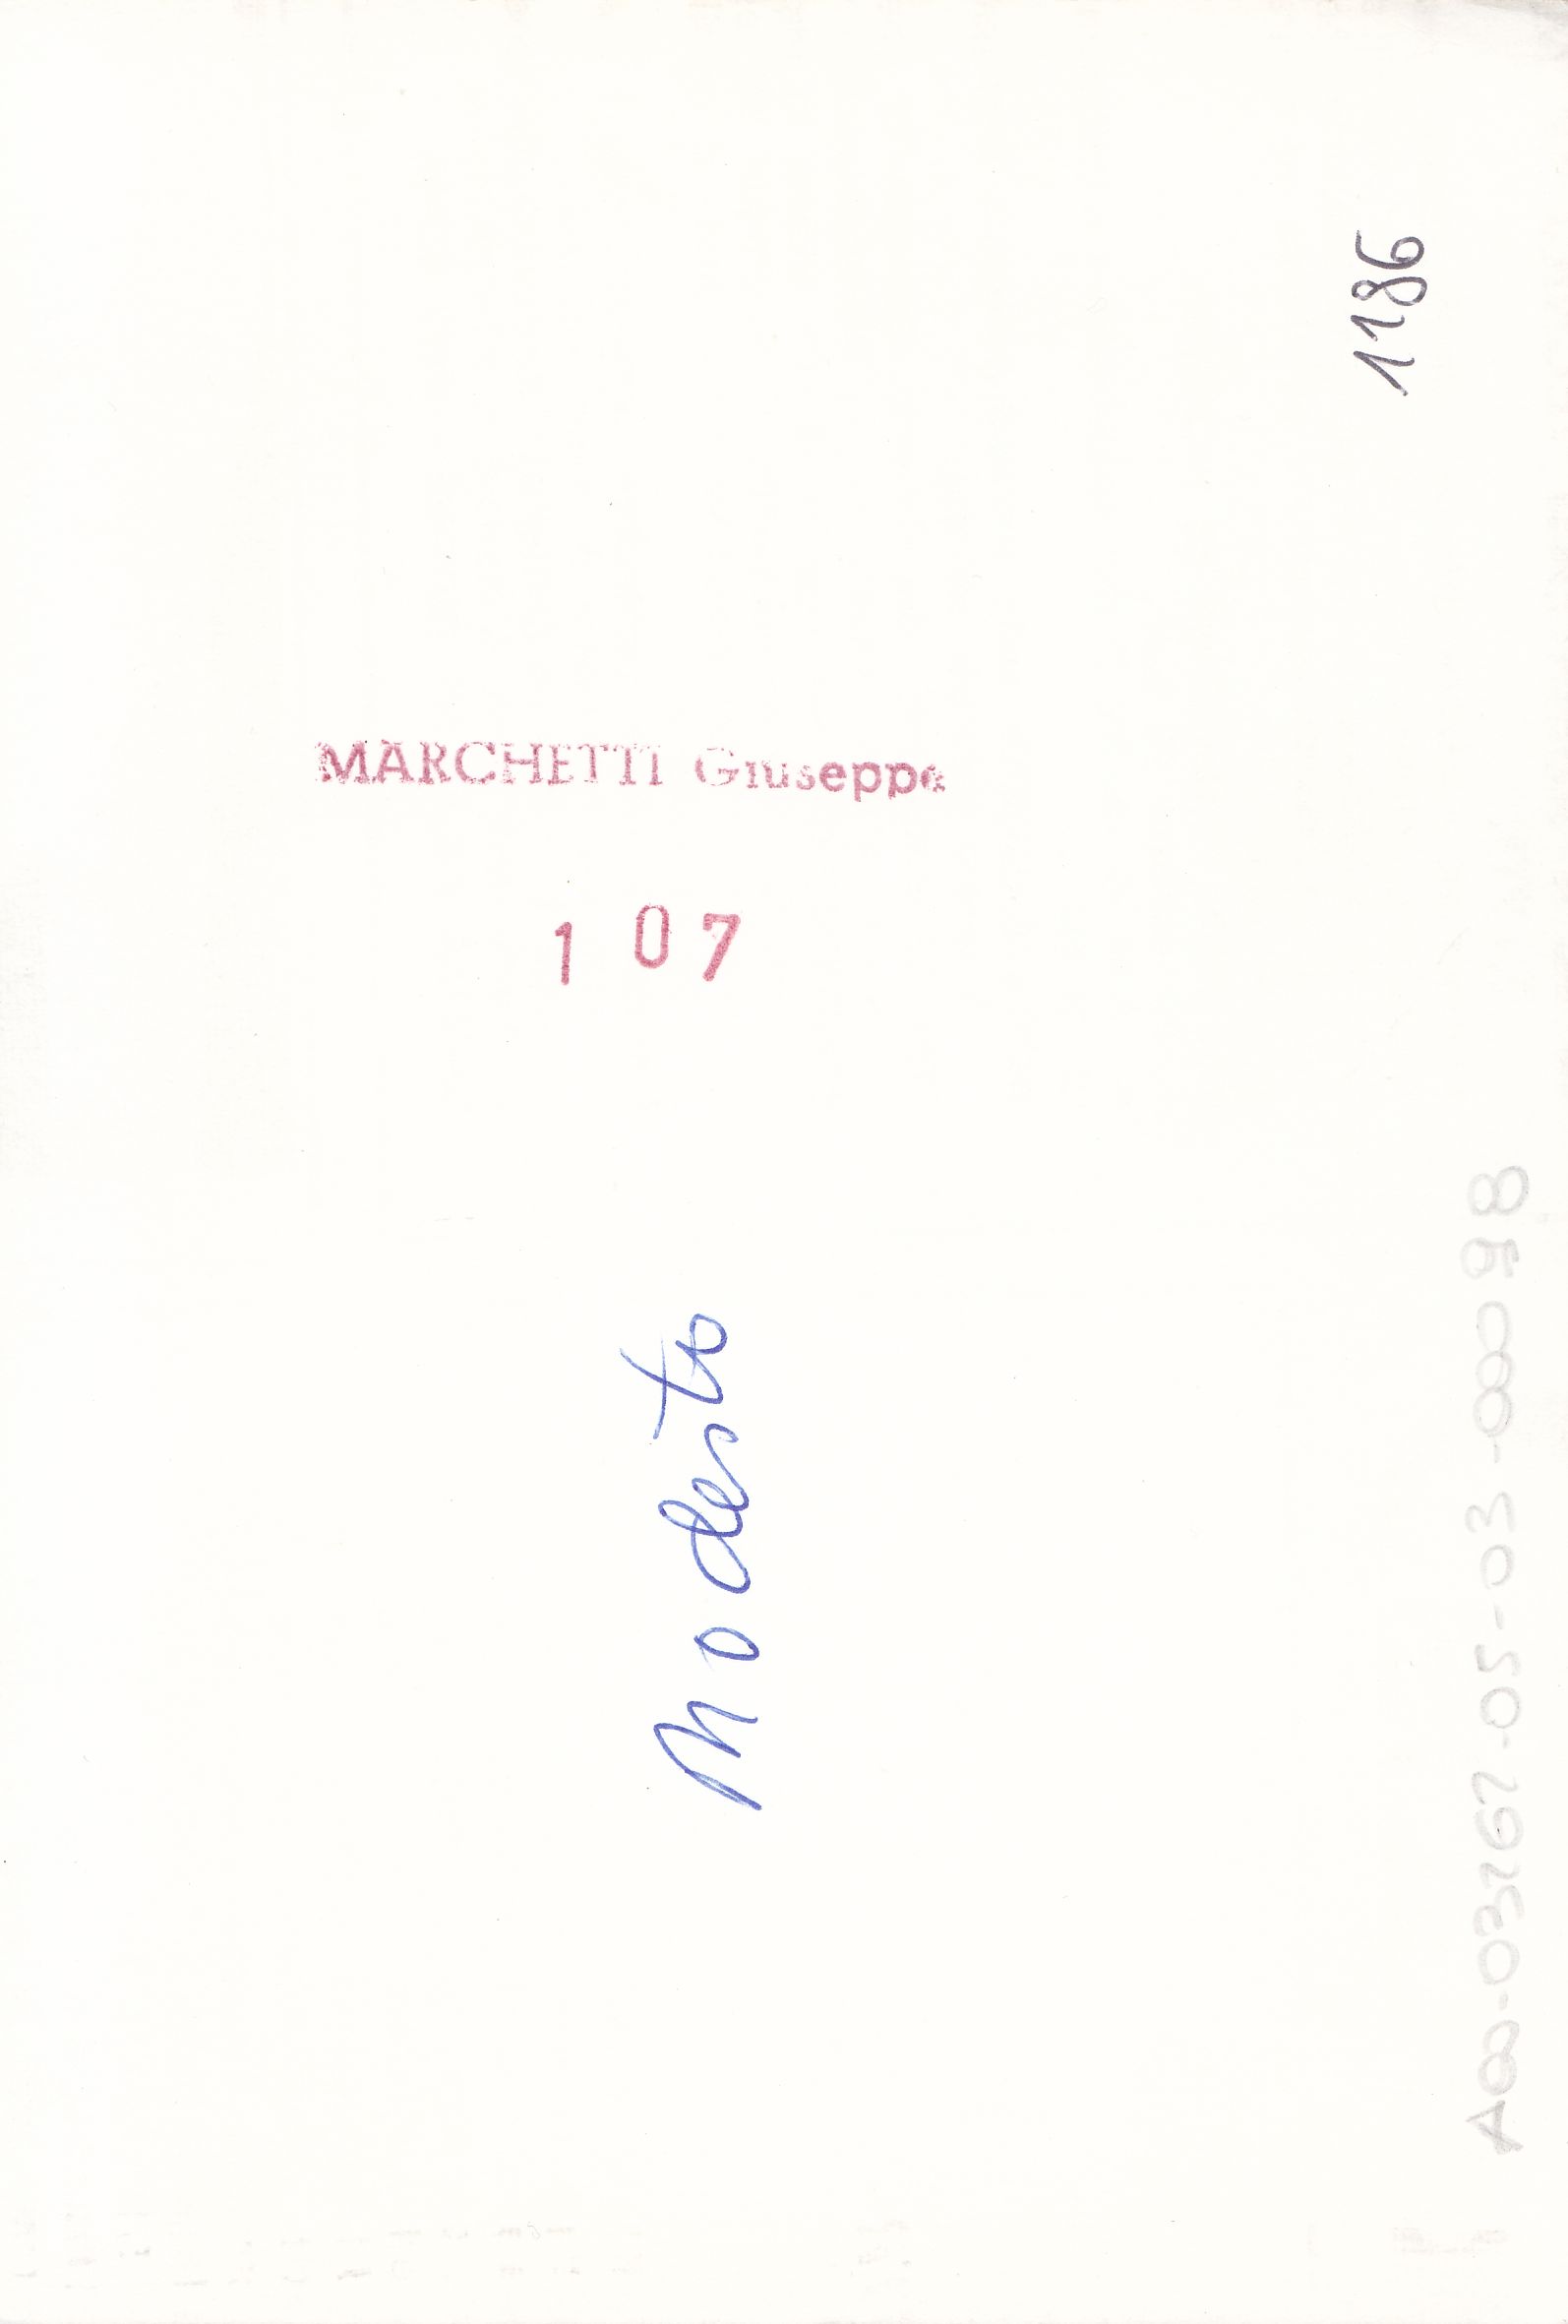 1186
MARCHETTI Giuseppe
107
Modesto
A00-03262-05-03-00098